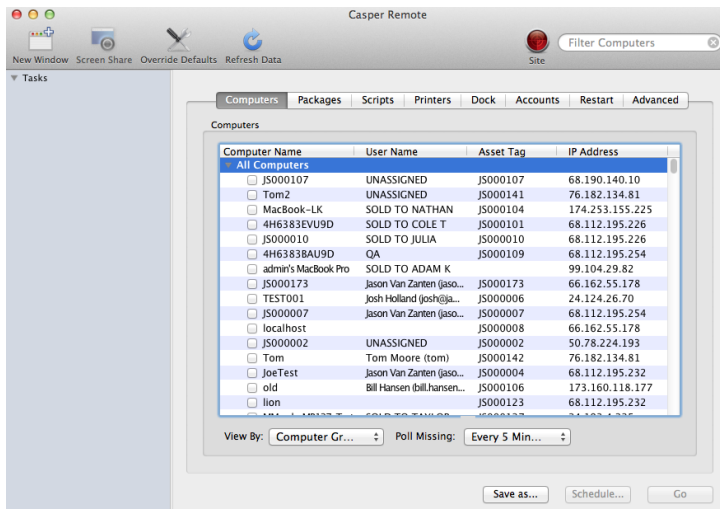 Casper Remote
New Window Screen Share Override Defaults Refresh Data Site Filter Computers
Tasks
Computers Packages Scripts Printers Dock Accounts Restart Advanced
Computers
Computer Name User Name Asset Tag IP Address
All Computers
JS000107 UNASSIGNED JS000107 68.190.140.10
Tom2 UNASSIGNED JS000141 76.182.134.81
MacBook-LK SOLD TO NATHAN JS000104 174.253.155.225
4H6383EVU9D SOLD TO COLE T JS000101 68.112.195.226
JS000010 SOLD TO JULIA JS000010 68.112.195.226
4H6383BAU9D QA JS000109 68.112.195.254
admin's MacBook Pro SOLD TO ADAM K 99.104.29.82
JS000173 Jason Van Zanten (jaso... JS000173 66.162.55.178
TEST001 Josh Holland (josh@ja... JS000006 24.124.26.70
JS000007 Jason Van Zanten (jaso... JS000007 68.112.195.254
localhost JS000008 66.162.55.178
JS000002 UNASSIGNED JS000002 50.78.224.193
Tom Tom Moore (tom) JS000142 76.182.134.81
JoeTest Jason Van Zanten (jaso... JS000004 68.112.195.232
old Bill Hansen (bill.hansen... JS000106 173.160.118.177
lion JS000123 68.112.195.232
View By: Computer Gr... Poll Missing: Every 5 Min...
Save as... Schedule... Go